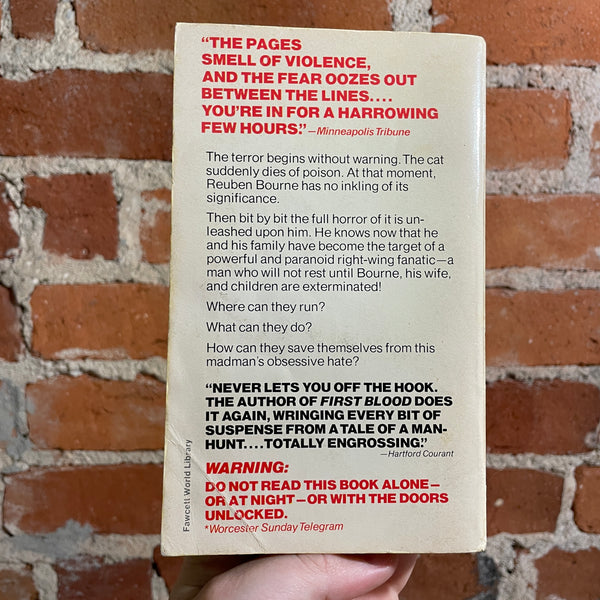 “THE PAGES
SMELL OF VIOLENCE,
AND THE FEAR OOZES OUT
BETWEEN THE LINES....
YOU’RE IN FOR A HARROWING
FEW HOURS.” —Minneapolis Tribune
The terror begins without warning. The cat
suddenly dies of poison. At that moment,
Reuben Bourne has no inkling of its
significance.
Then bit by bit the full horror of it is un-
leashed upon him. He knows now that he
and his family have become the target of a
powerful and paranoid right-wing fanatic—a
man who will not rest until Bourne, his wife,
and children are exterminated!
Where can they run?
What can they do?
How can they save themselves from this
madman’s obsessive hate?
“NEVER LETS YOU OFF THE HOOK.
THE AUTHOR OF FIRST BLOOD DOES
IT AGAIN, WRINGING EVERY BIT OF
SUSPENSE FROM A TALE OF A MAN-
HUNT....TOTALLY ENGROSSING.”
—Hartford Courant
WARNING:
DO NOT READ THIS BOOK ALONE—
OR AT NIGHT—OR WITH THE DOORS
UNLOCKED.
*Worcester Sunday Telegram
Fawcett World Library